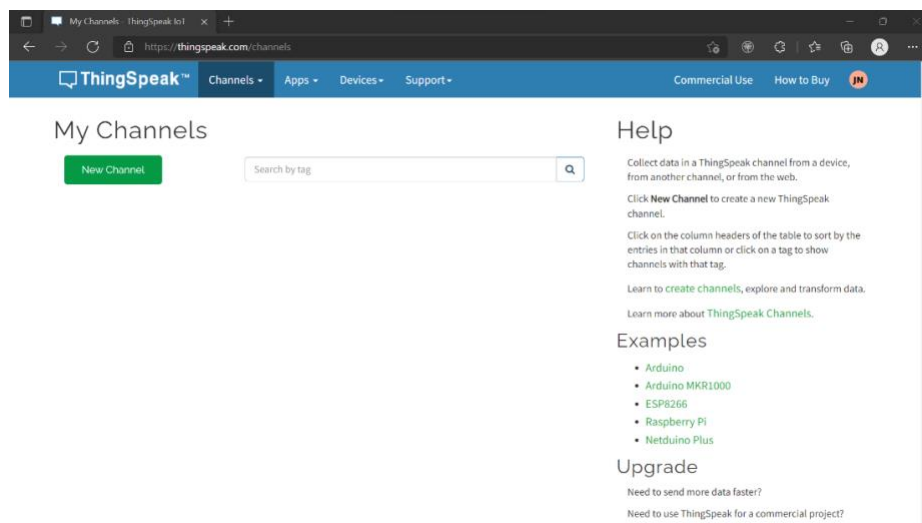 My Channels - ThingSpeak IoT
https://thingspeak.com/channels
ThingSpeak™ Channels Apps Devices Support Commercial Use How to Buy JN
My Channels
New Channel
Search by tag
Help
Collect data in a ThingSpeak channel from a device,
from another channel, or from the web.
Click New Channel to create a new ThingSpeak
channel.
Click on the column headers of the table to sort by the
entries in that column or click on a tag to show
channels with that tag.
Learn to create channels, explore and transform data.
Learn more about ThingSpeak Channels.
Examples
• Arduino
• Arduino MKR1000
• ESP8266
• Raspberry Pi
• Netduino Plus
Upgrade
Need to send more data faster?
Need to use ThingSpeak for a commercial project?